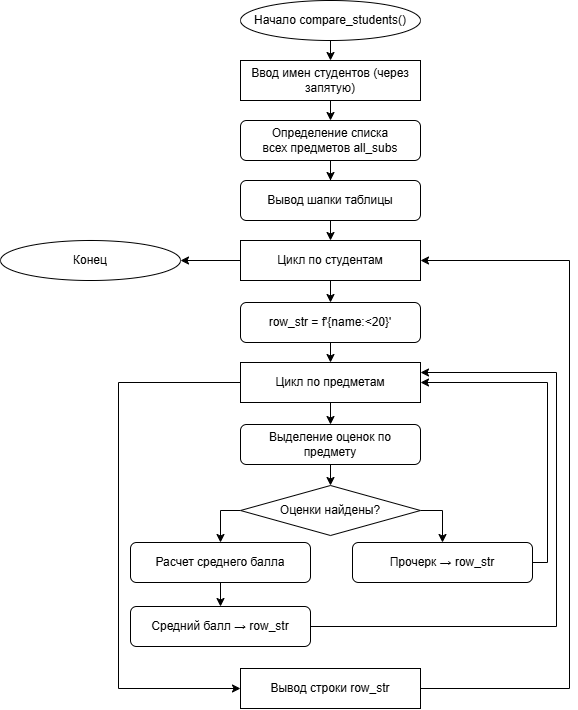 Начало compare_students()
Ввод имен студентов (через
запятую)
Определение списка
всех предметов all_subs
Вывод шапки таблицы
Конец
Цикл по студентам
row_str = f'{name:<20}'
Цикл по предметам
Выделение оценок по
предмету
Оценки найдены?
Расчет среднего балла
Прочерк → row_str
Средний балл → row_str
Вывод строки row_str